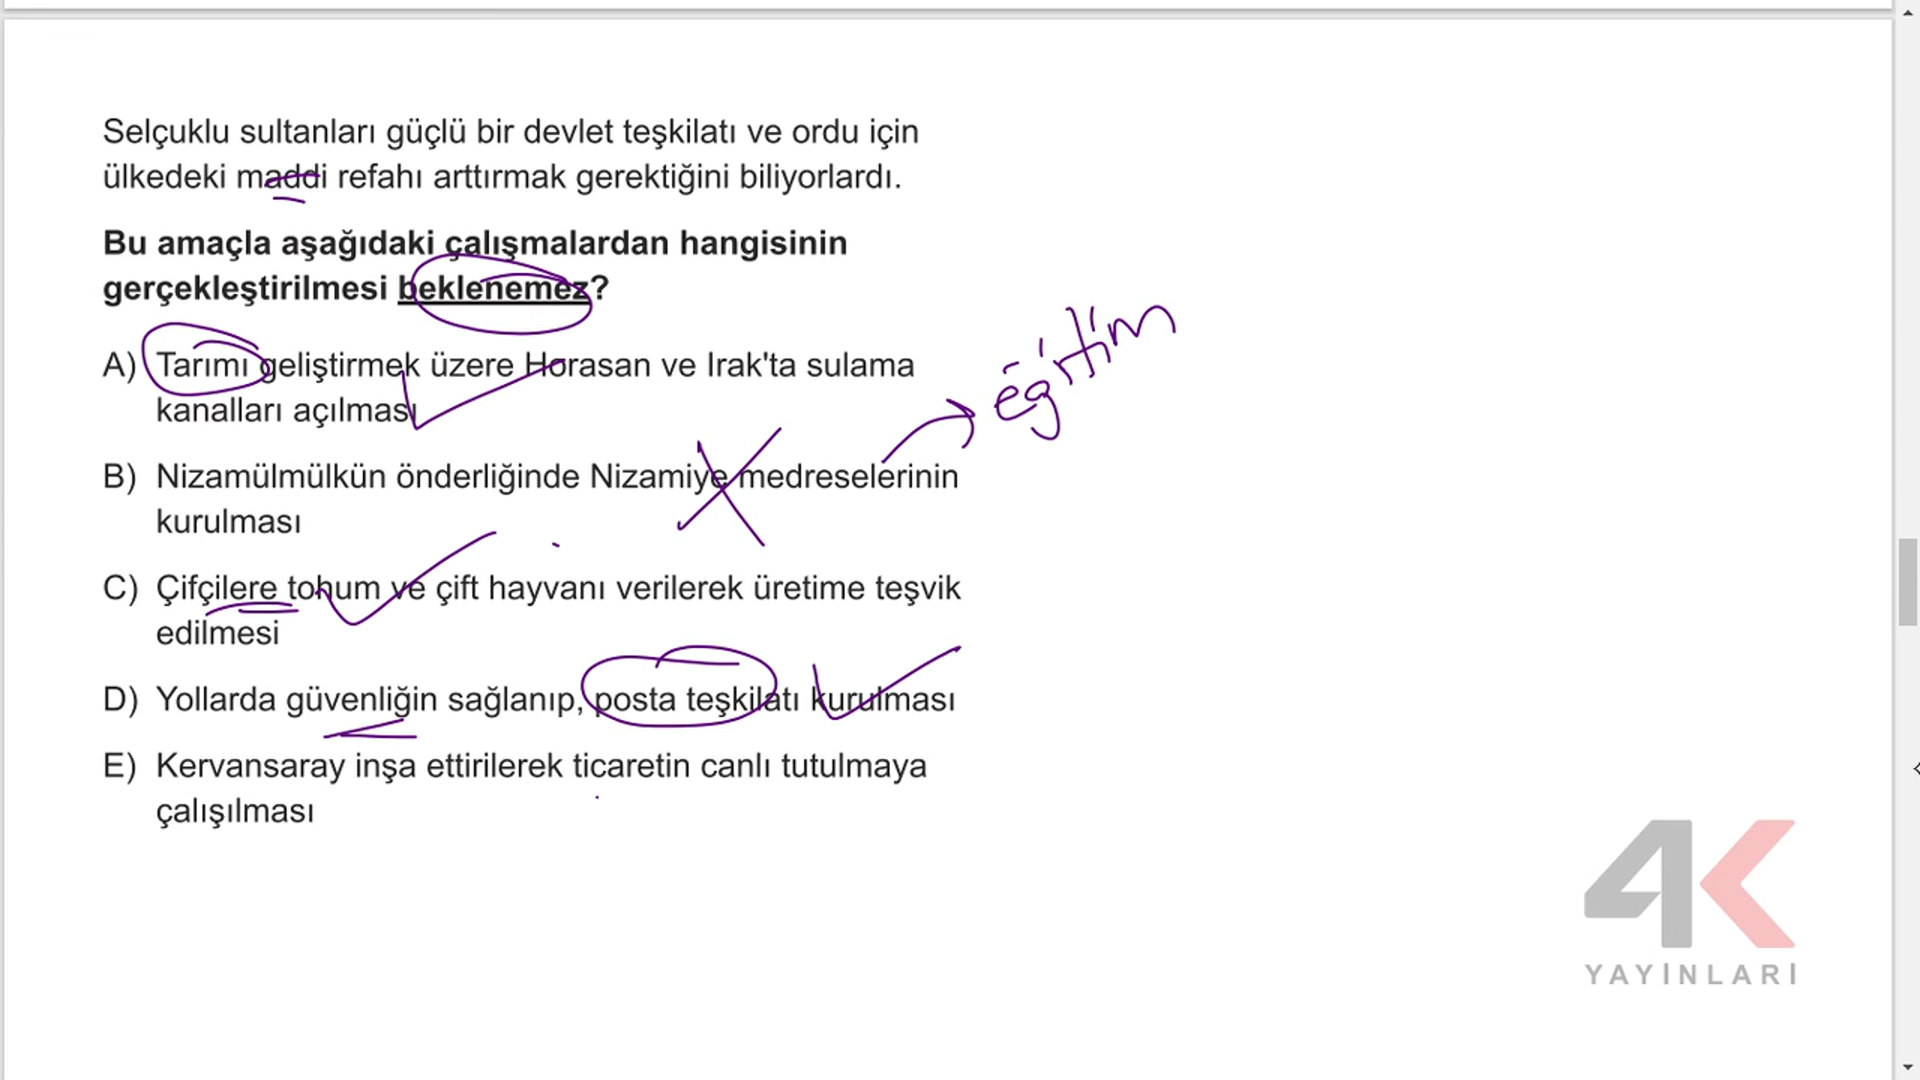 Selçuklu sultanları güçlü bir devlet teşkilatı ve ordu için
ülkedeki maddi refahı arttırmak gerektiğini biliyorlardı.
Bu amaçla aşağıdaki çalışmalardan hangisinin
gerçekleştirilmesi beklenemez?
A) Tarımı geliştirmek üzere Horasan ve Irak'ta sulama
kanalları açılması
eğitim
B) Nizamülmülkün önderliğinde Nizamiye medreselerinin
kurulması
C) Çifçilere tohum ve çift hayvanı verilerek üretime teşvik
edilmesi
D) Yollarda güvenliğin sağlanıp, posta teşkilatı kurulması
E) Kervansaray inşa ettirilerek ticaretin canlı tutulmaya
çalışılması
4K
YAYINLARI